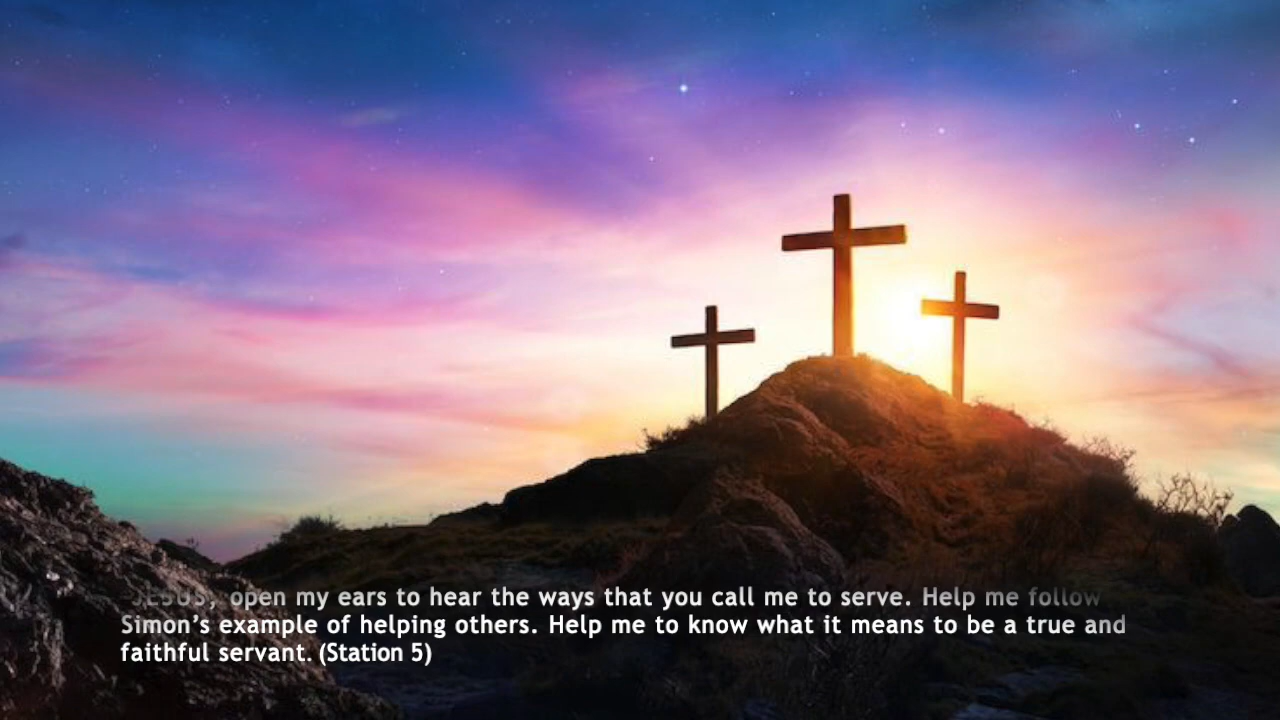 JESUS, open my ears to hear the ways that you call me to serve. Help me follow
Simon’s example of helping others. Help me to know what it means to be a true and
faithful servant. (Station 5)